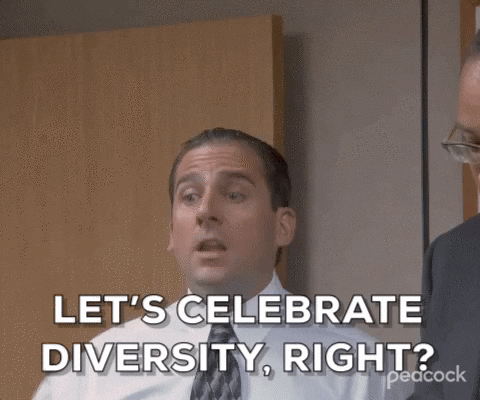 LET'S CELEBRATE
DIVERSITY, RIGHT?
peacock